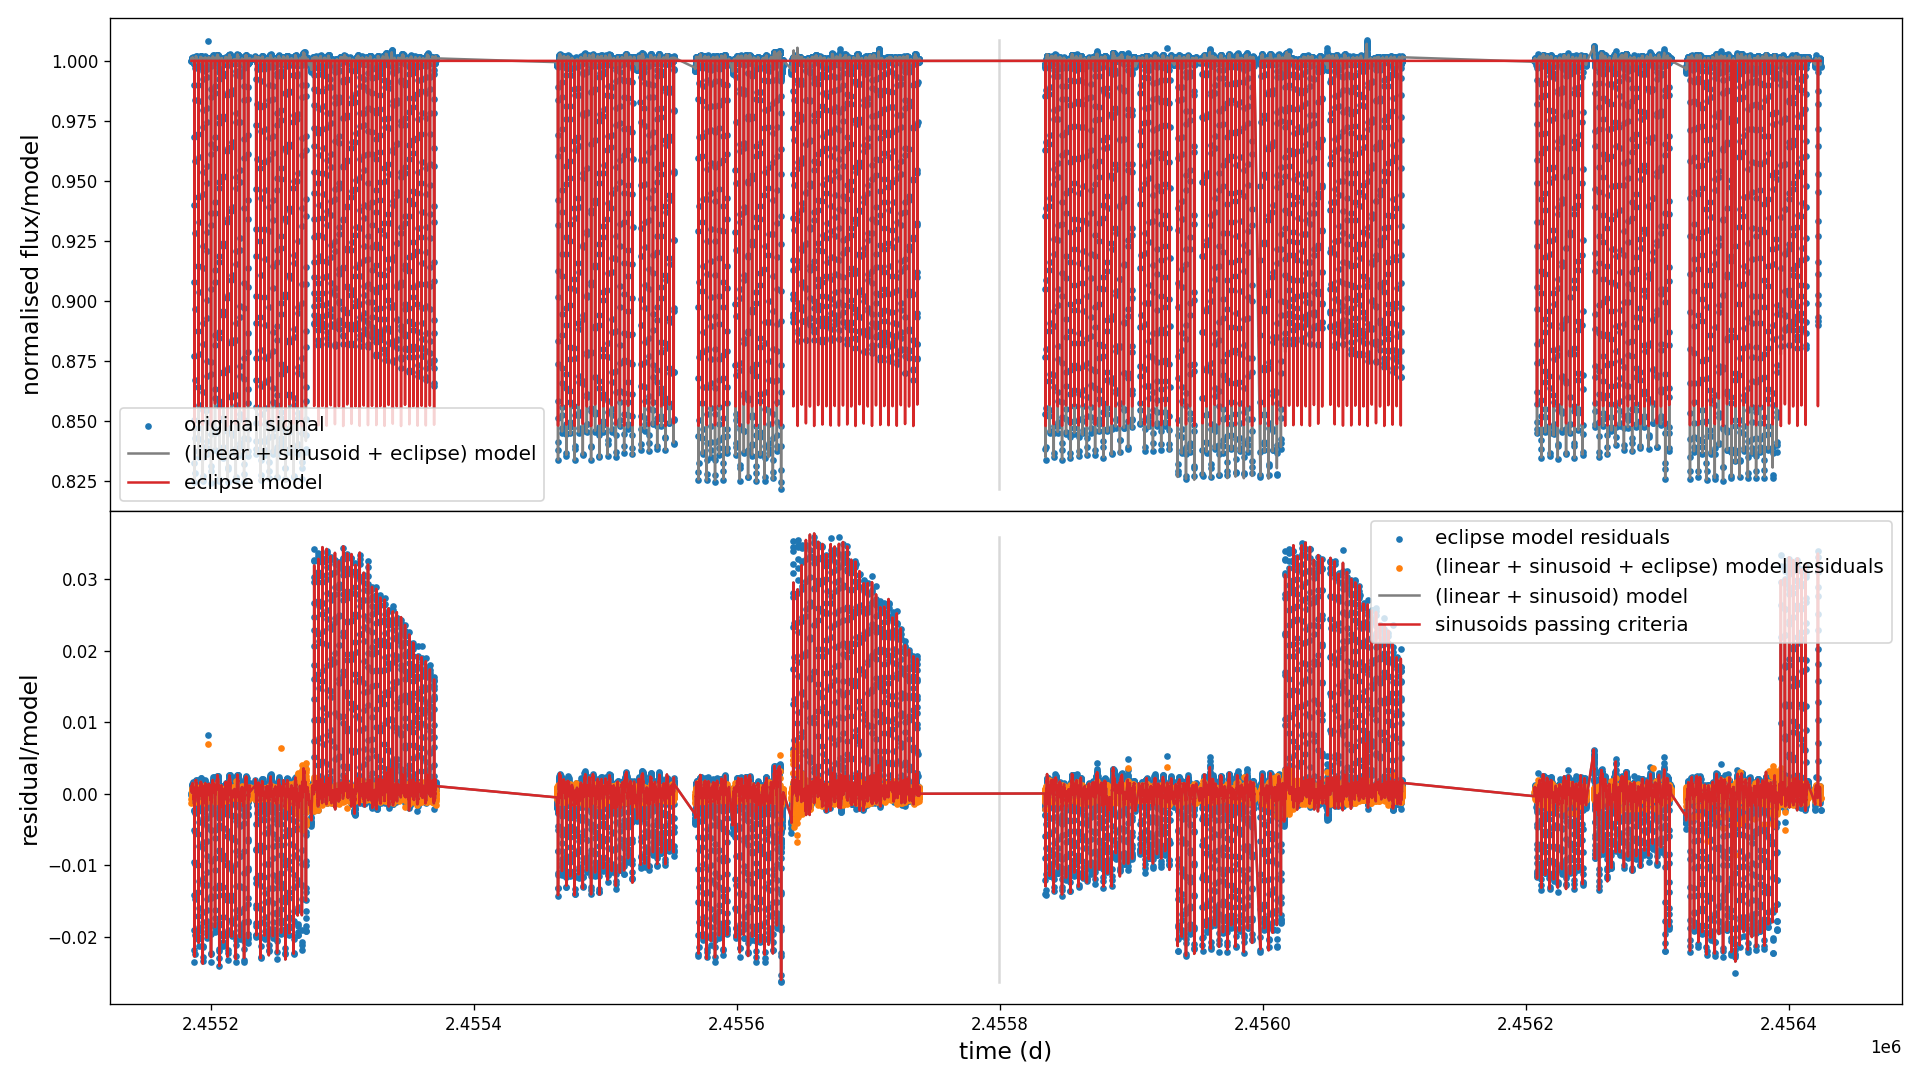 1.000
0.975
0.950
0.925
0.900
0.875
0.850
0.825
normalised flux/model
original signal
(linear + sinusoid + eclipse) model
eclipse model
0.03
0.02
0.01
0.00
−0.01
−0.02
residual/model
eclipse model residuals
(linear + sinusoid + eclipse) model residuals
(linear + sinusoid) model
sinusoids passing criteria
2.4552 2.4554 2.4556 2.4558 2.4560 2.4562 2.4564
1e6
time (d)